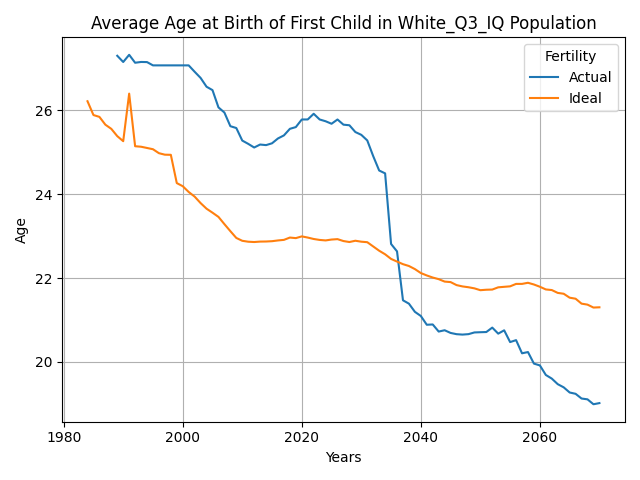 Average Age at Birth of First Child in White_Q3_IQ Population
Fertility
Actual
Ideal
Age
26
24
22
20
1980
2000
2020
2040
2060
Years